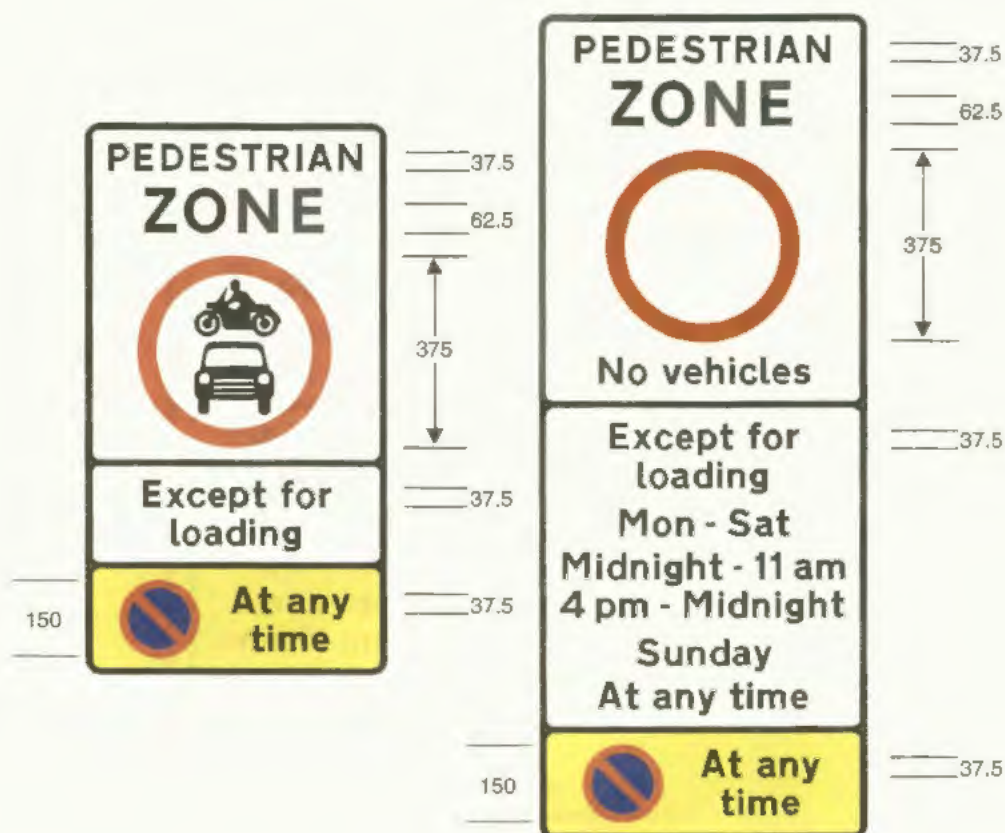 PEDESTRIAN
ZONE
Except for
loading
At any
time
37.5
62.5
375
37.5
37.5
150
PEDESTRIAN
ZONE
No vehicles
Except for
loading
Mon - Sat
Midnight - 11 am
4 pm - Midnight
Sunday
At any time
At any
time
37.5
62.5
375
37.5
37.5
150